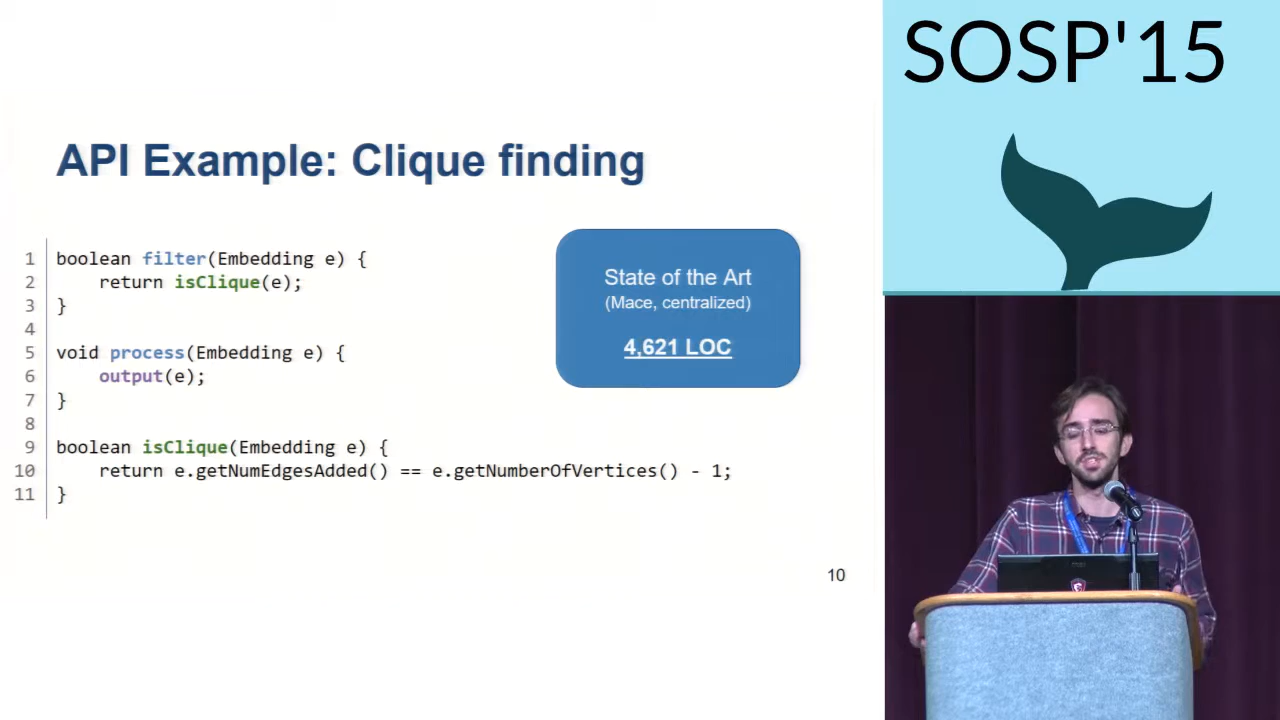 SOSP'15
API Example: Clique finding
1 boolean filter(Embedding e) {
2 return isClique(e);
3 }
4
5 void process(Embedding e) {
6 output(e);
7 }
8
9 boolean isClique(Embedding e) {
10 return e.getNumEdgesAdded() == e.getNumberOfVertices() - 1;
11 }
State of the Art
(Mace, centralized)
4,621 LOC
10